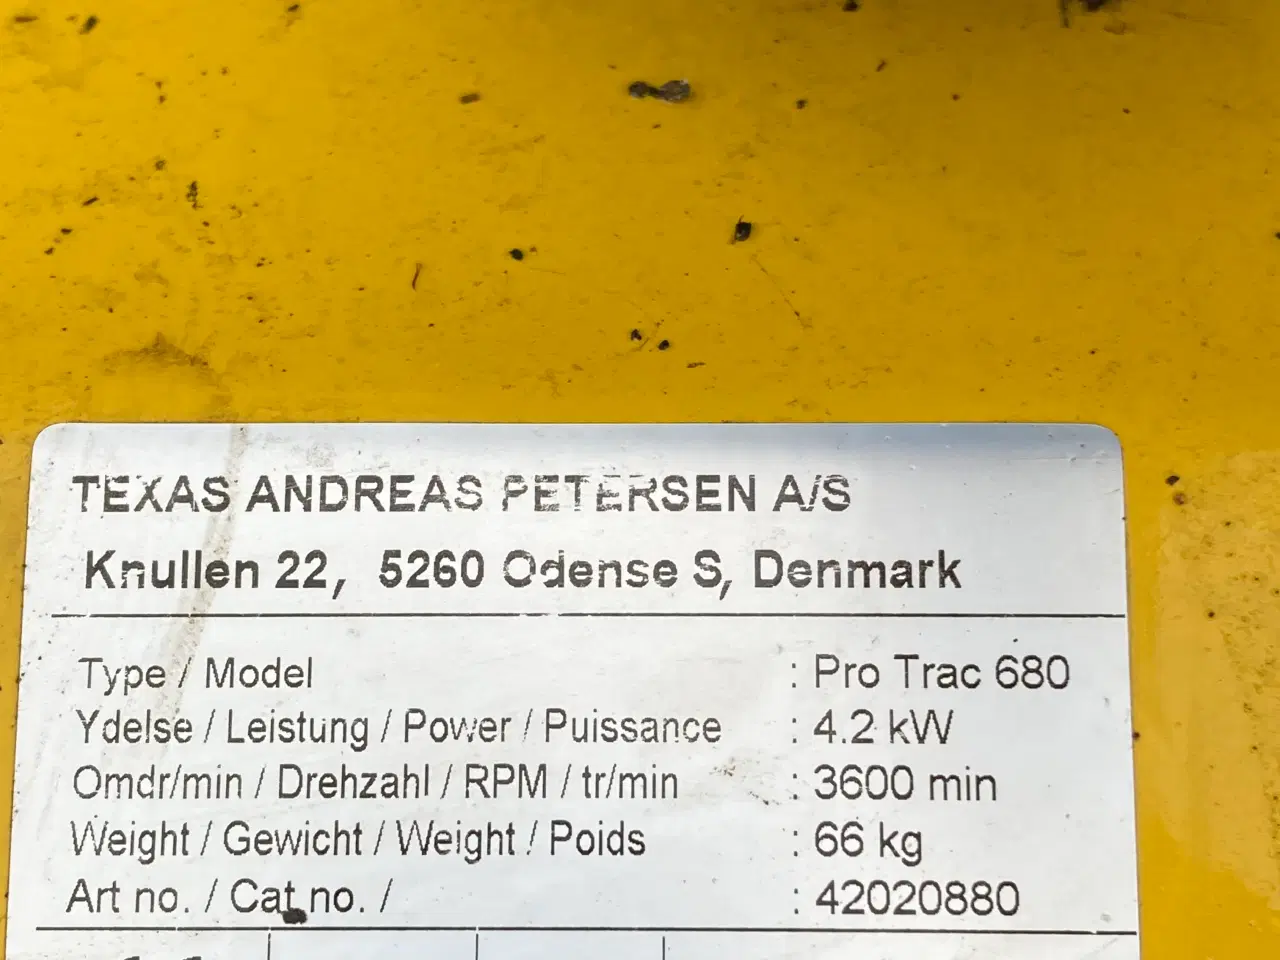 TEXAS ANDREAS PETERSEN A/S
Knullen 22, 5260 Odense S, Denmark
Type / Model : Pro Trac 680
Ydelse / Leistung / Power / Puissance : 4.2 kW
Omdr/min / Drehzahl / RPM / tr/min : 3600 min
Weight / Gewicht / Weight / Poids : 66 kg
Art no. / Cat no. / : 42020880